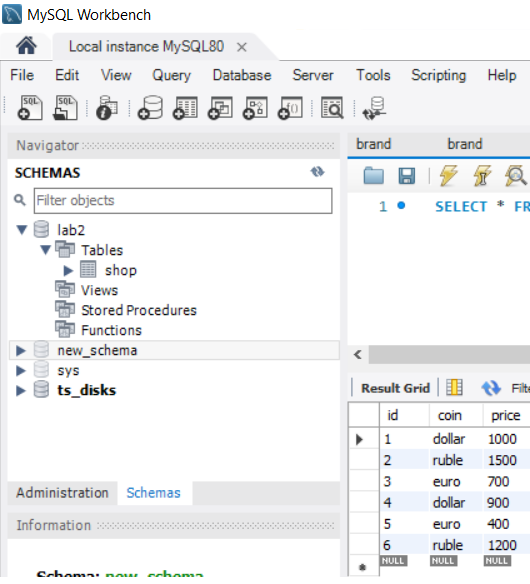 MySQL Workbench
Local instance MySQL80
File Edit View Query Database Server Tools Scripting Help
SQL SQL
Navigator
SCHEMAS
Filter objects
lab2
Tables
shop
Views
Stored Procedures
Functions
new_schema
sys
ts_disks
Administration Schemas
Information
Schema: new_schema
brand brand
1 SELECT * FR
Result Grid Filte
id coin price
1 dollar 1000
2 ruble 1500
3 euro 700
4 dollar 900
5 euro 400
6 ruble 1200
NULL NULL NULL